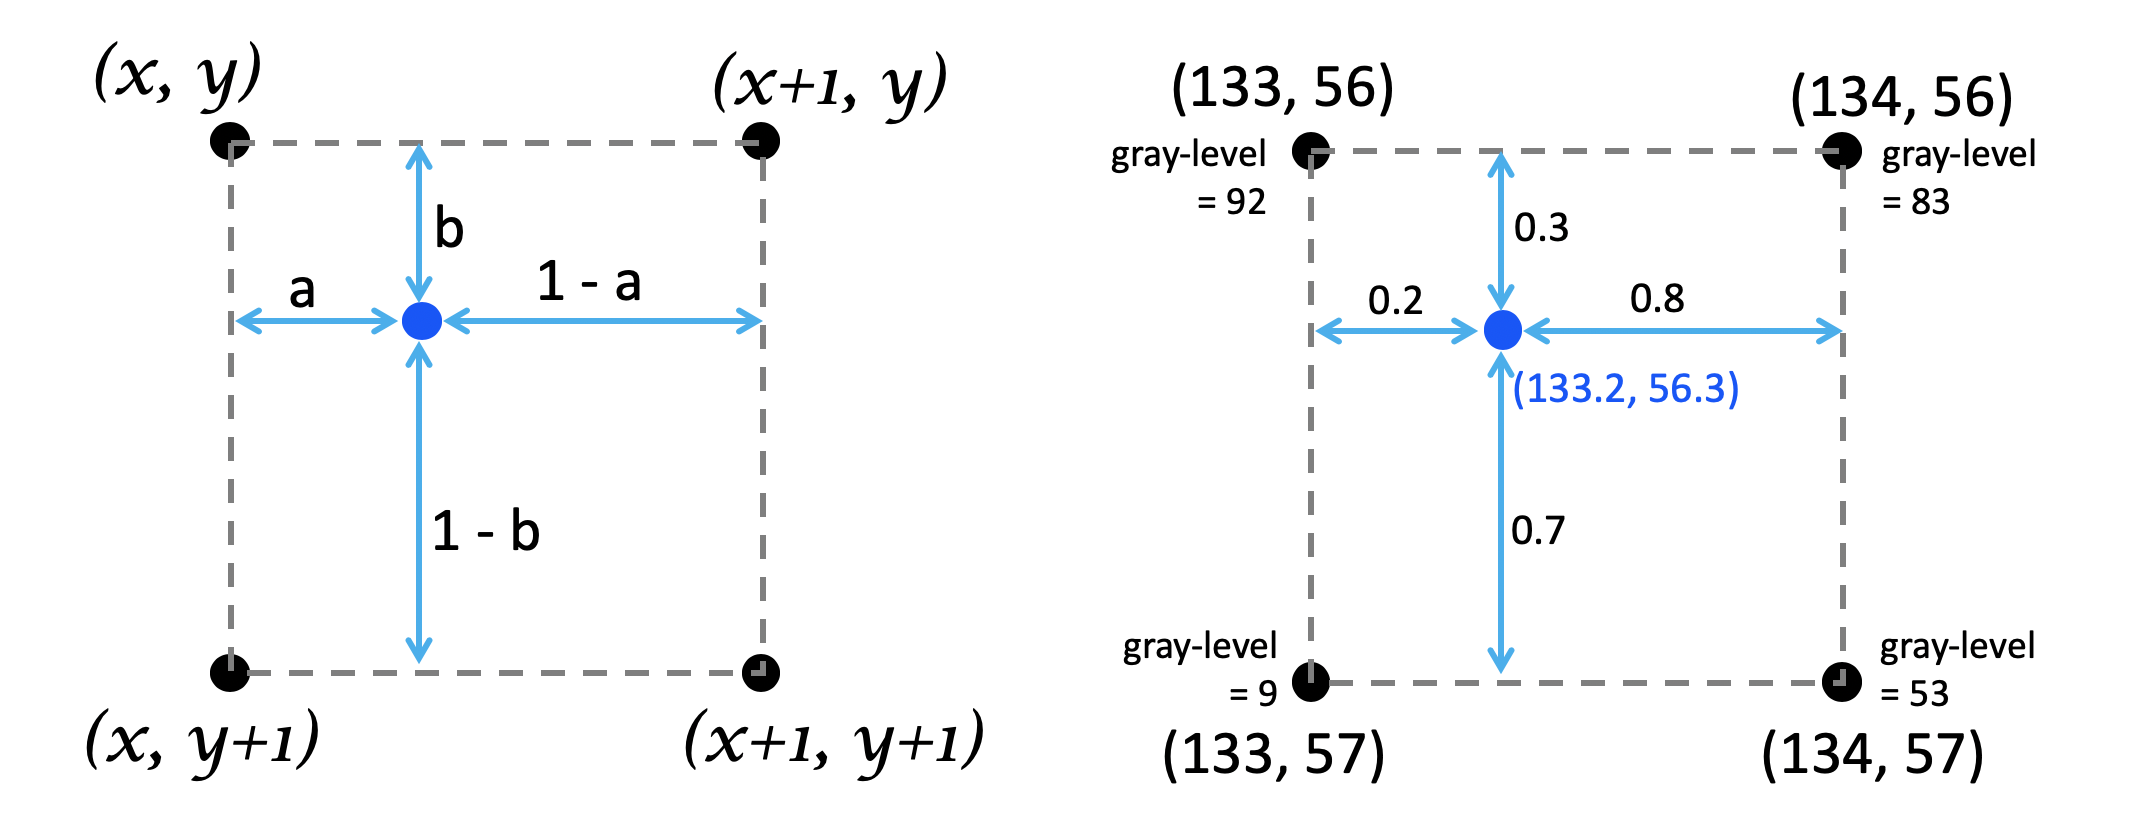 (x, y)
(x+1, y)
b
a
1 - a
1 - b
(x, y+1)
(x+1, y+1)
(133, 56)
(134, 56)
gray-level
= 92
gray-level
= 83
0.3
0.2
0.8
(133.2, 56.3)
0.7
gray-level
= 9
gray-level
= 53
(133, 57)
(134, 57)